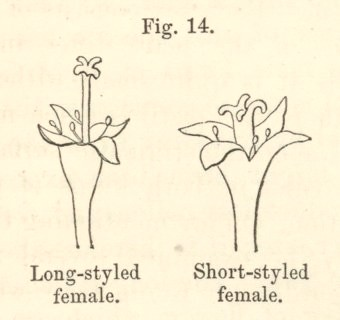 Fig. 14.
Long-styled
female.
Short-styled
female.